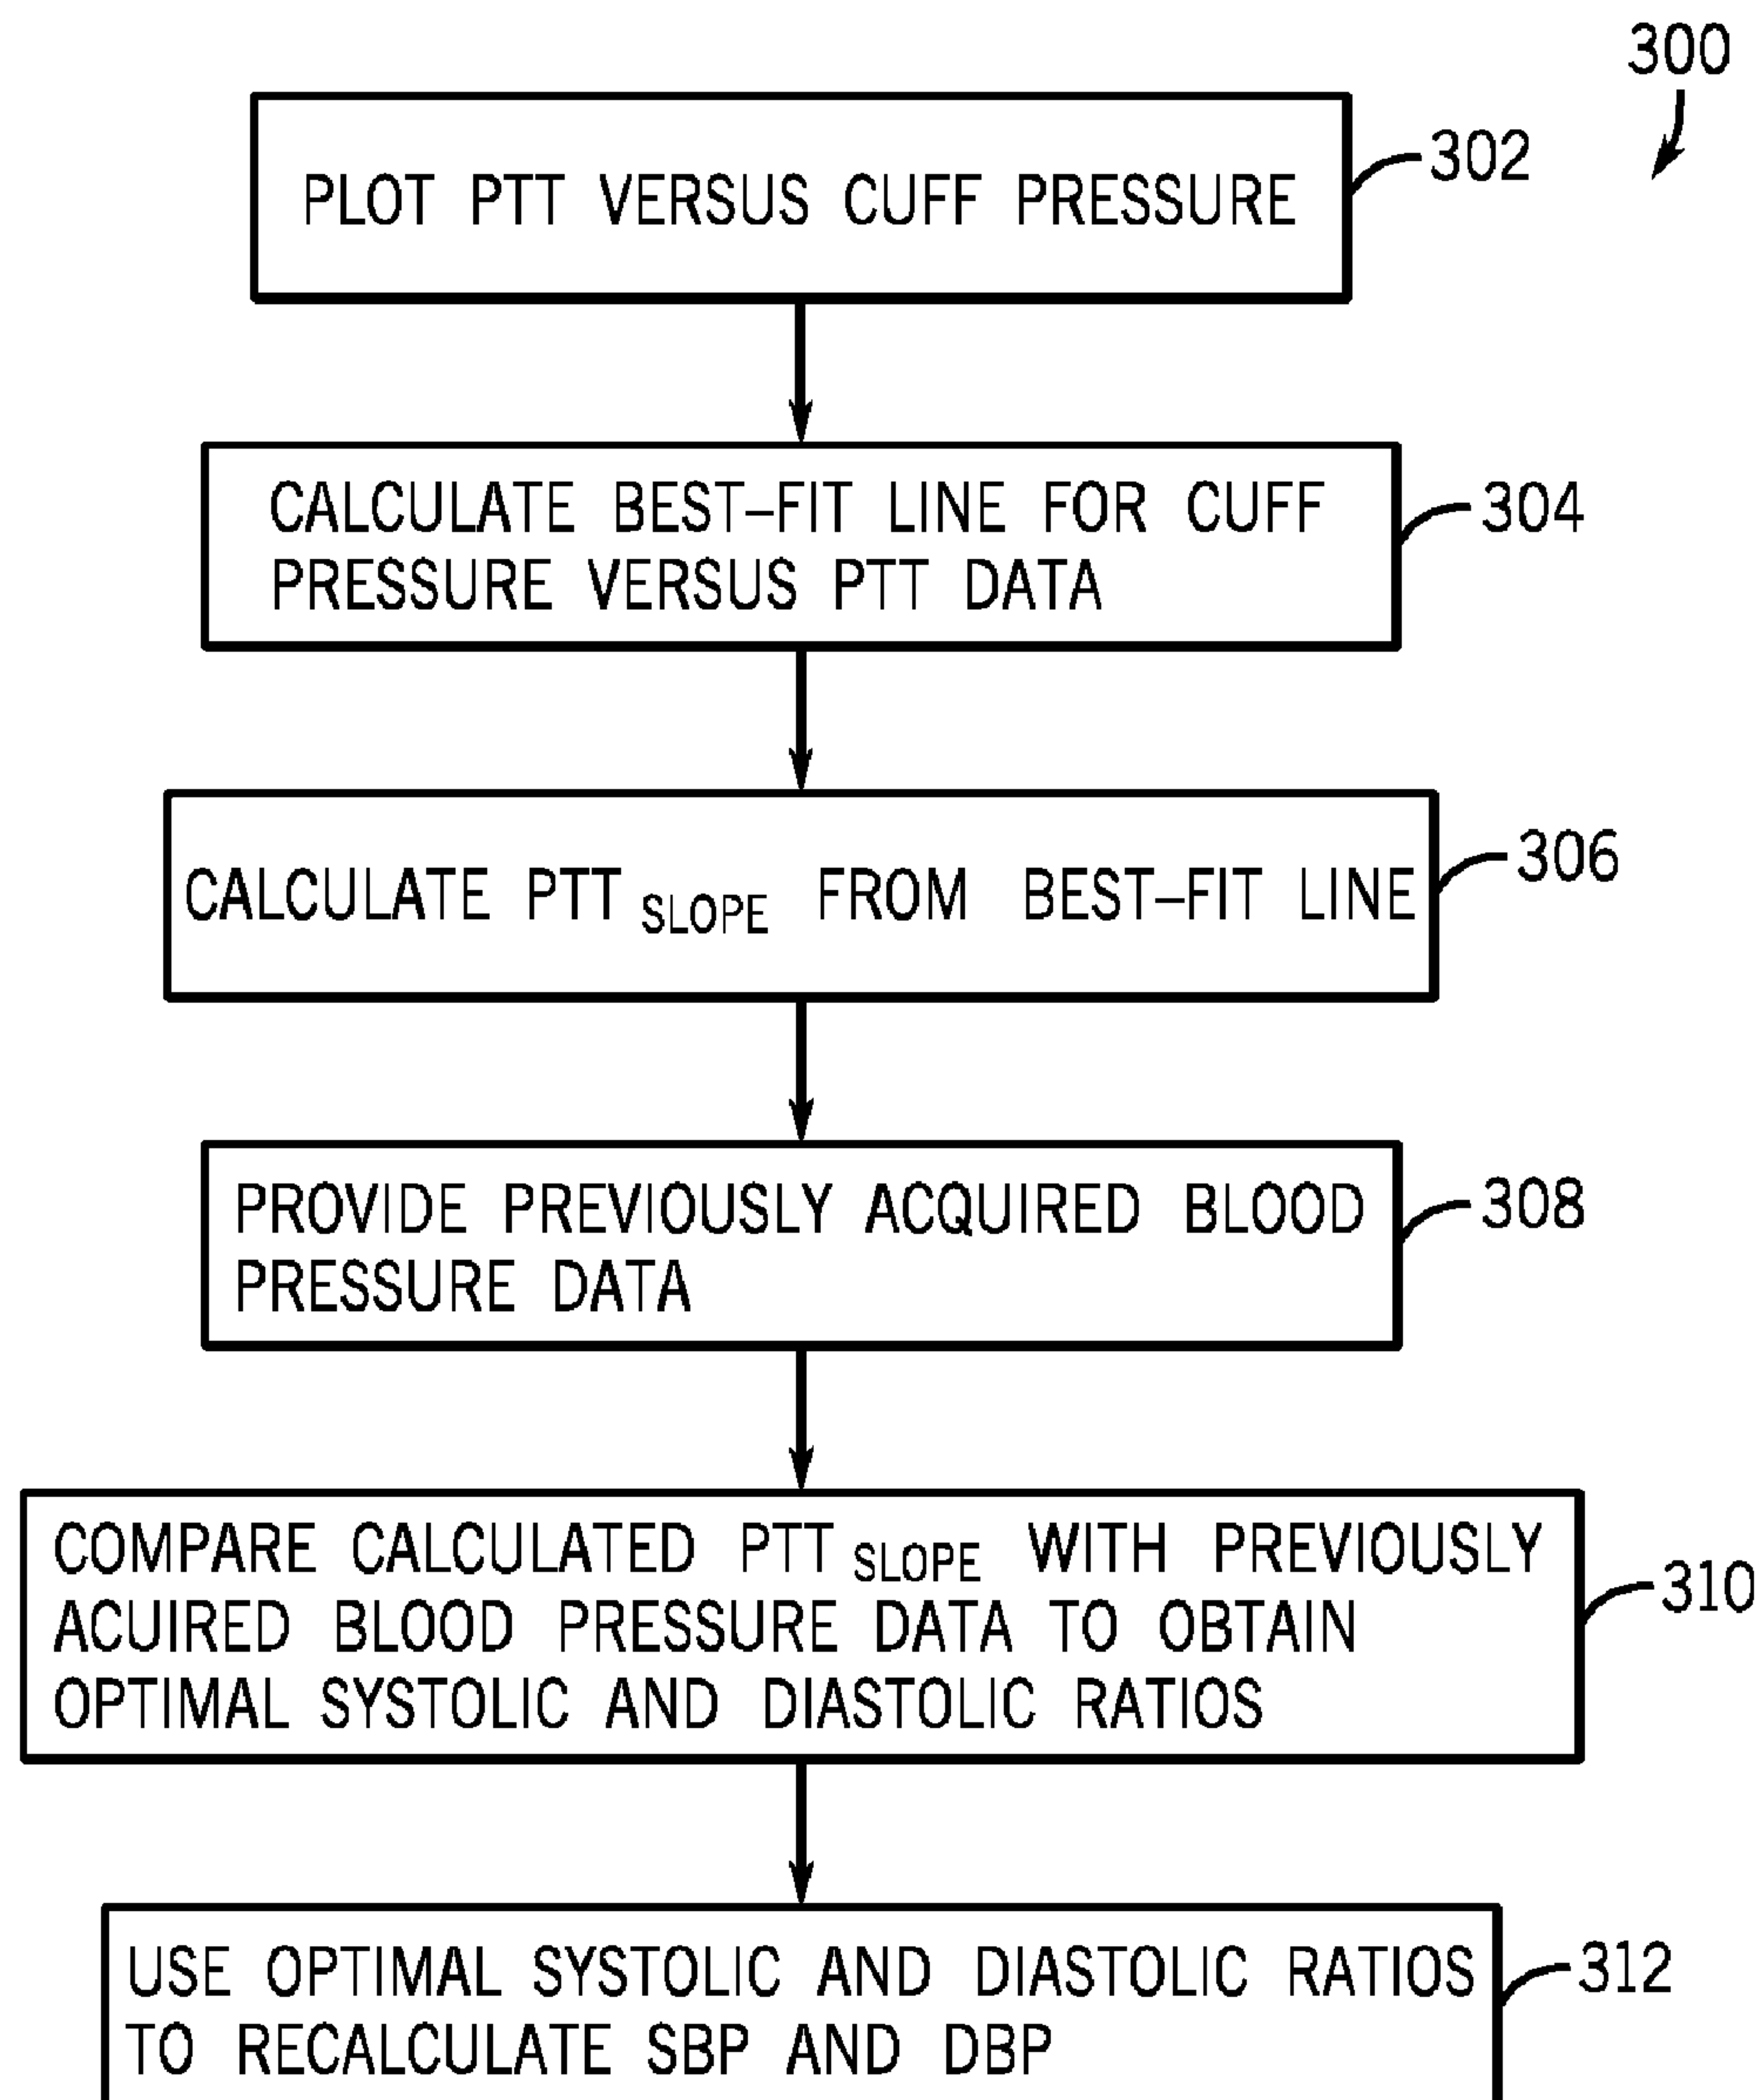 300
PLOT PTT VERSUS CUFF PRESSURE
302
CALCULATE BEST–FIT LINE FOR CUFF
PRESSURE VERSUS PTT DATA
304
CALCULATE PTT SLOPE FROM BEST–FIT LINE
306
PROVIDE PREVIOUSLY ACQUIRED BLOOD
PRESSURE DATA
308
COMPARE CALCULATED PTT SLOPE WITH PREVIOUSLY
ACUIRED BLOOD PRESSURE DATA TO OBTAIN
OPTIMAL SYSTOLIC AND DIASTOLIC RATIOS
310
USE OPTIMAL SYSTOLIC AND DIASTOLIC RATIOS
TO RECALCULATE SBP AND DBP
312